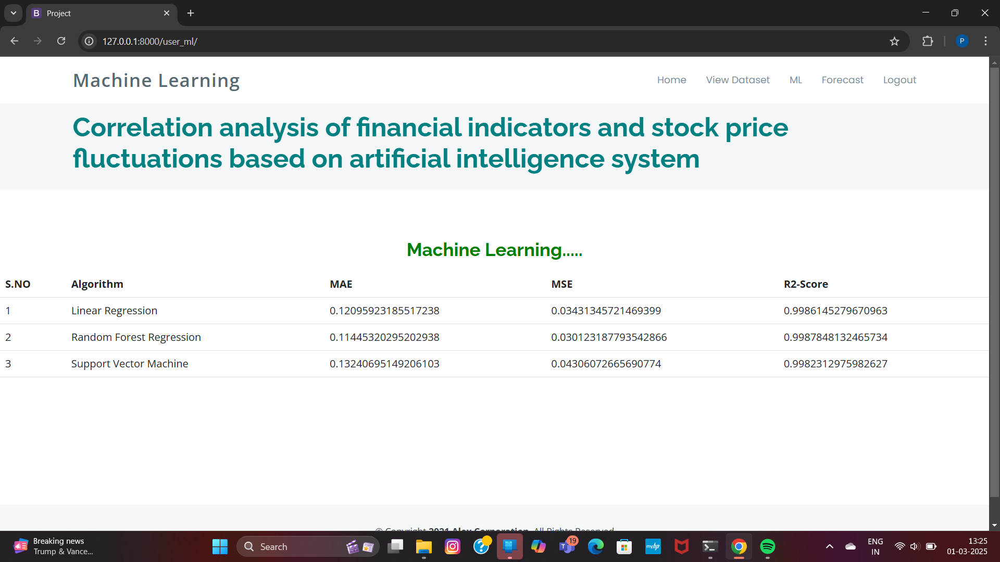 Project
127.0.0.1:8000/user_ml/
P
Machine Learning
Home View Dataset ML Forecast Logout
Correlation analysis of financial indicators and stock price
fluctuations based on artificial intelligence system
Machine Learning.....
S.NO Algorithm MAE MSE R2-Score
1 Linear Regression 0.12095923185517238 0.03431345721469399 0.9986145279670963
2 Random Forest Regression 0.11445320295202938 0.030123187793542866 0.9987848132465734
3 Support Vector Machine 0.13240695149206103 0.04306072665690774 0.9982312975982627
© Copyright 2021 Alex Corporation. All Rights Reserved
Breaking news
Trump & Vance...
Search
19
myhp
ENG
IN
13:25
01-03-2025